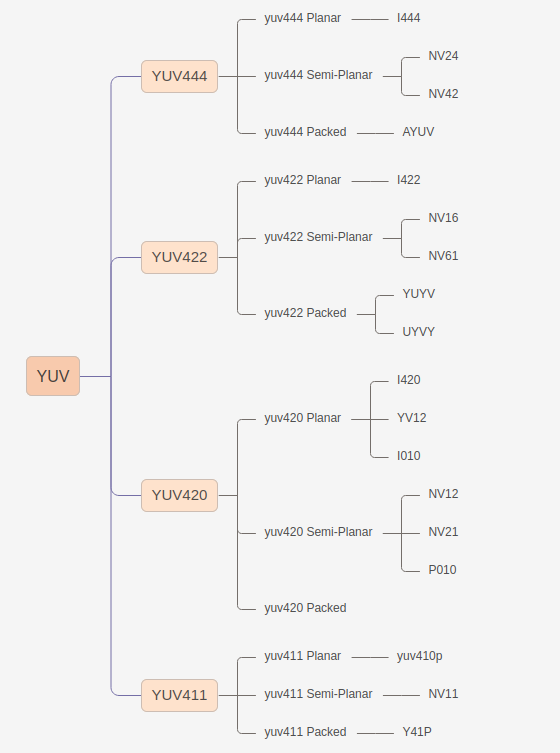 YUV
YUV444
yuv444 Planar
I444
yuv444 Semi-Planar
NV24
NV42
yuv444 Packed
AYUV
YUV422
yuv422 Planar
I422
yuv422 Semi-Planar
NV16
NV61
yuv422 Packed
YUYV
UYVY
YUV420
yuv420 Planar
I420
YV12
I010
yuv420 Semi-Planar
NV12
NV21
P010
yuv420 Packed
YUV411
yuv411 Planar
yuv410p
yuv411 Semi-Planar
NV11
yuv411 Packed
Y41P